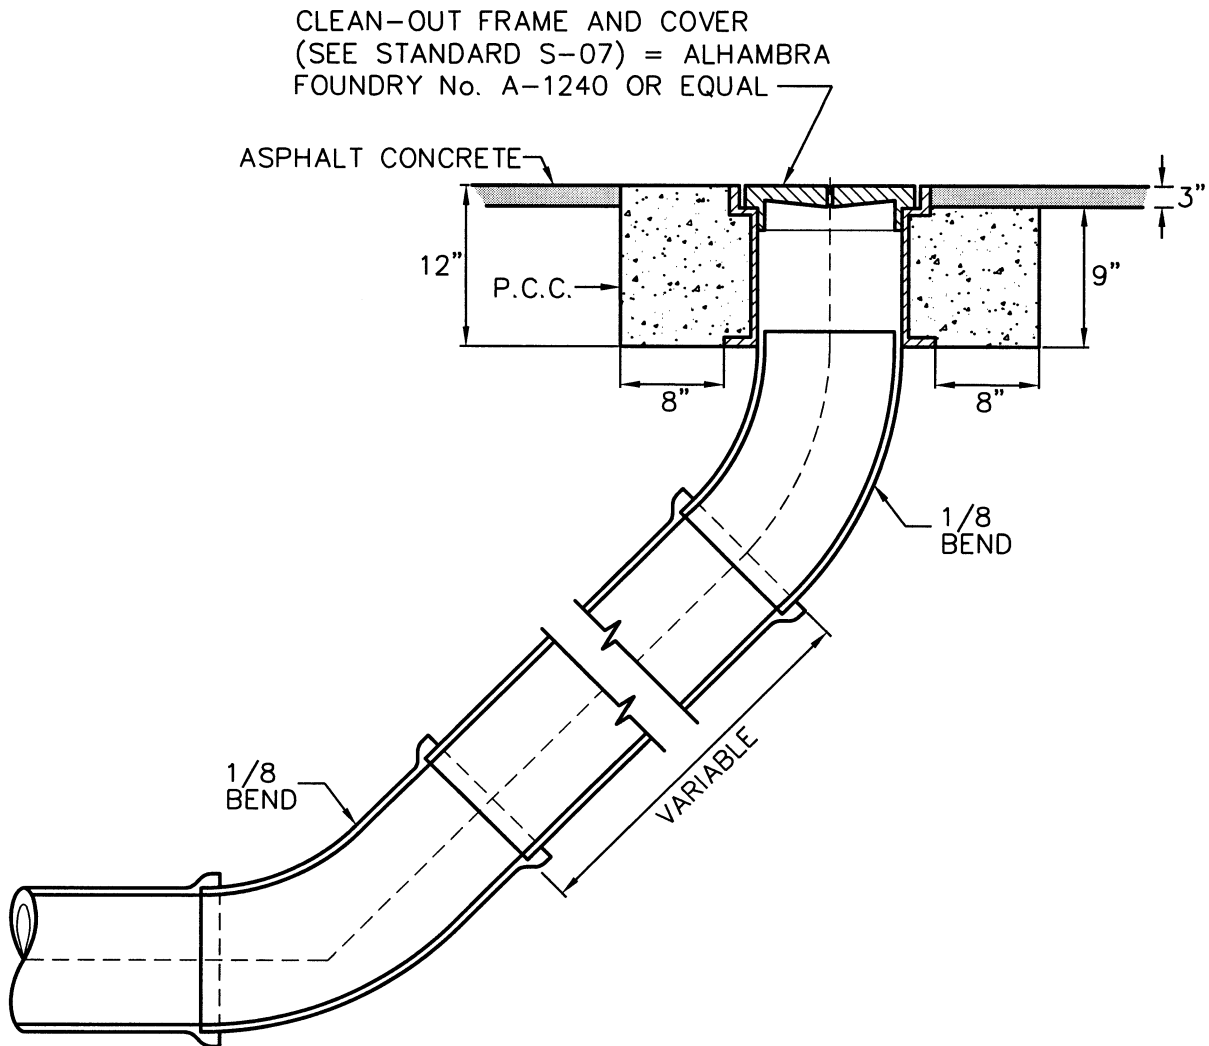 CLEAN-OUT FRAME AND COVER
(SEE STANDARD S-07) = ALHAMBRA
FOUNDRY No. A-1240 OR EQUAL
ASPHALT CONCRETE
3"
12"
P.C.C.
9"
8"
8"
1/8
BEND
VARIABLE
1/8
BEND